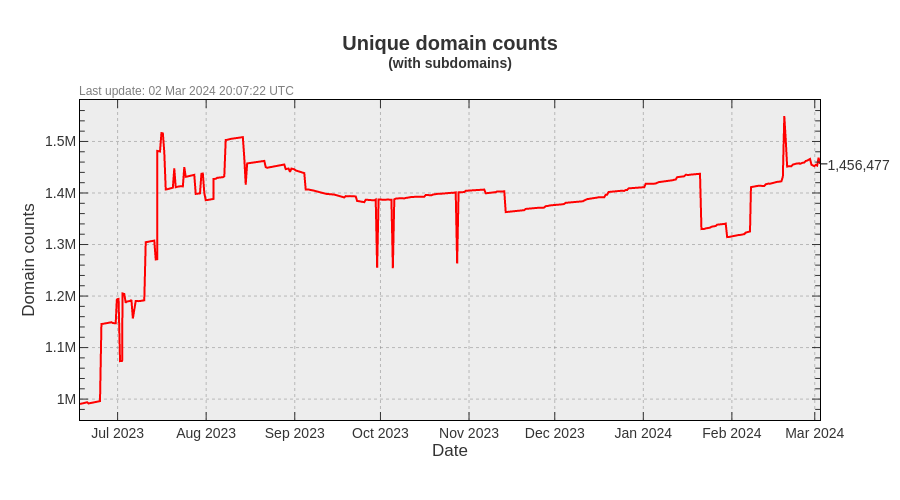 Unique domain counts
(with subdomains)
Last update: 02 Mar 2024 20:07:22 UTC
1.5M
1,456,477
1.4M
1.3M
1.2M
1.1M
1M
Domain counts
Jul 2023 Aug 2023 Sep 2023 Oct 2023 Nov 2023 Dec 2023 Jan 2024 Feb 2024 Mar 2024
Date